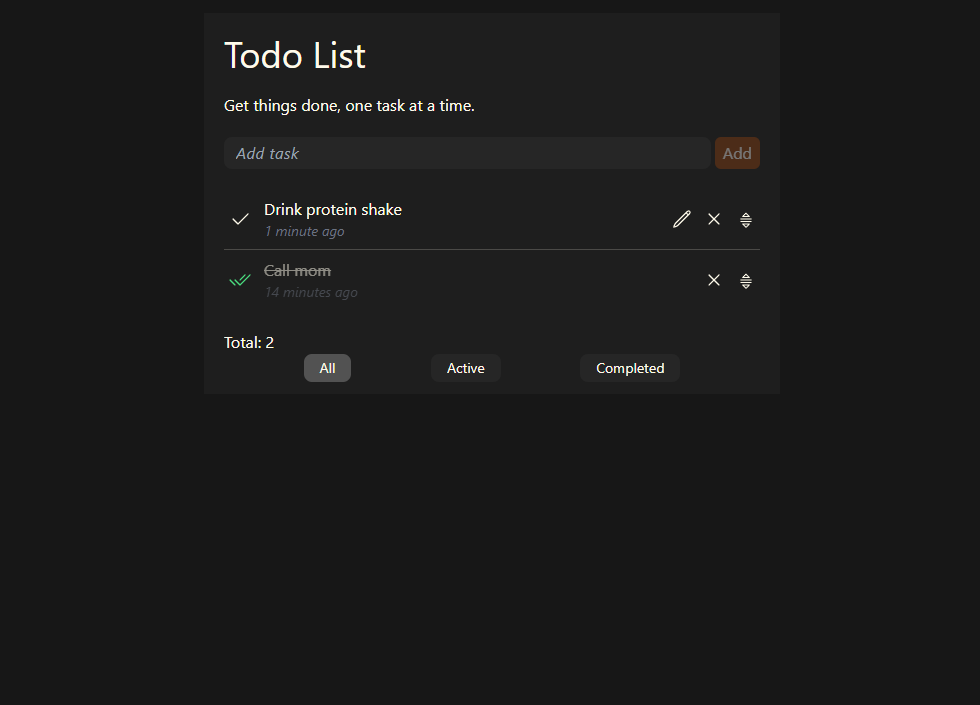 Todo List
Get things done, one task at a time.
Add task
Add
Drink protein shake
1 minute ago
Call mom
14 minutes ago
Total: 2
All
Active
Completed